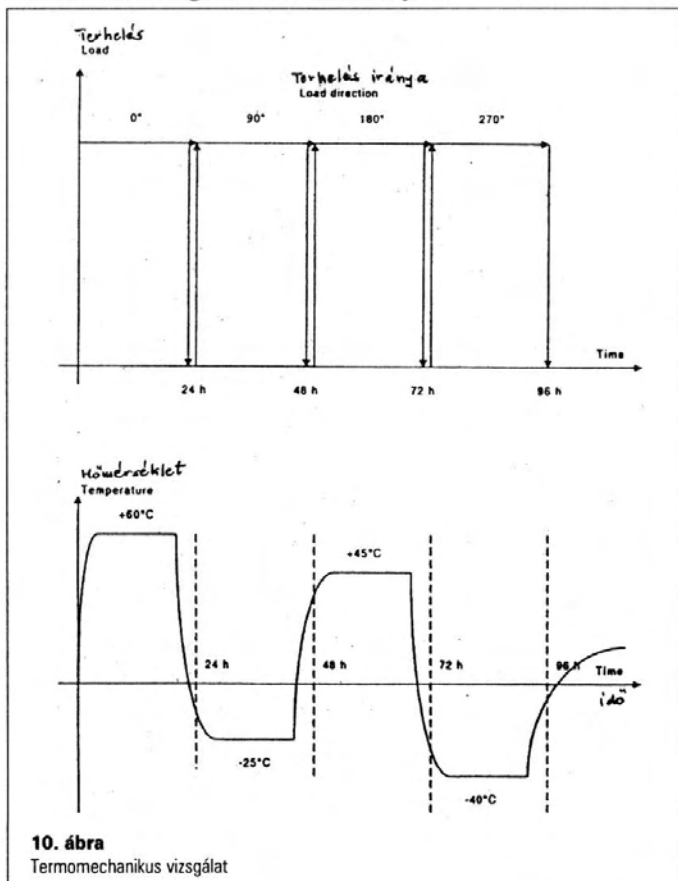 Terhelés
Load
Terhelés iránya
Load direction
0° 90° 180° 270°
Time
24 h 48 h 72 h 96 h
Hőmérséklet
Temperature
+60°C
+45°C
24 h 48 h 72 h 96 h Time
idő
-25°C
-40°C
10. ábra
Termomechanikus vizsgálat